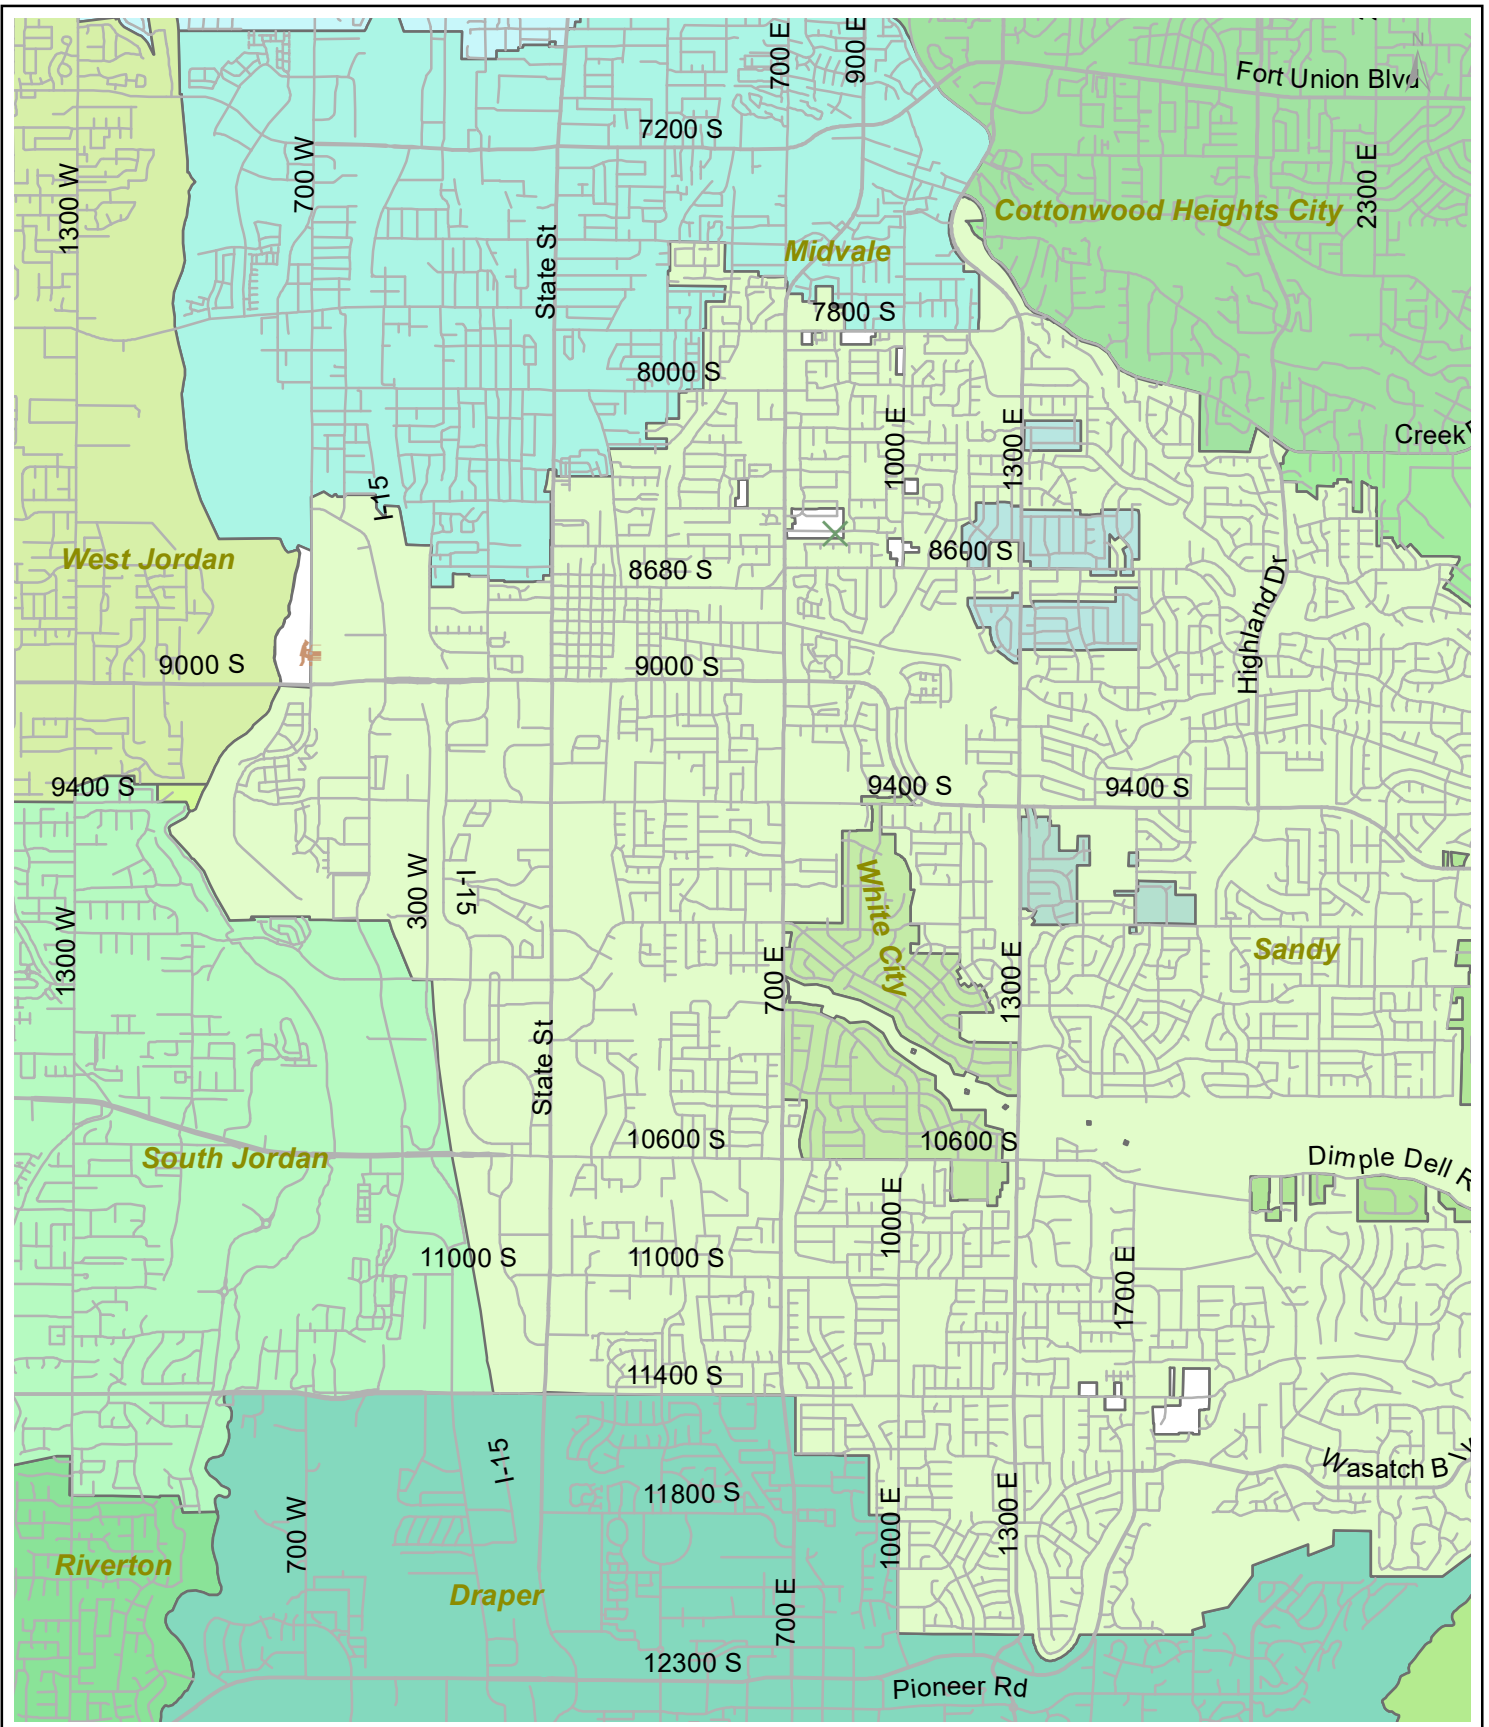 700 E
900 E
N
Fort Union Blvd
7200 S
700 W
1300 W
2300 E
Cottonwood Heights City
Midvale
State St
7800 S
8000 S
1000 E
1300 E
Creek
I-15
West Jordan
8600 S
8680 S
Highland Dr
9000 S
9000 S
9400 S
9400 S
9400 S
300 W
I-15
White City
1300 W
700 E
1300 E
Sandy
State St
10600 S
10600 S
South Jordan
Dimple Dell R
1000 E
11000 S
11000 S
1700 E
11400 S
I-15
Wasatch Blv
11800 S
700 W
1000 E
1300 E
Riverton
Draper
700 E
12300 S
Pioneer Rd